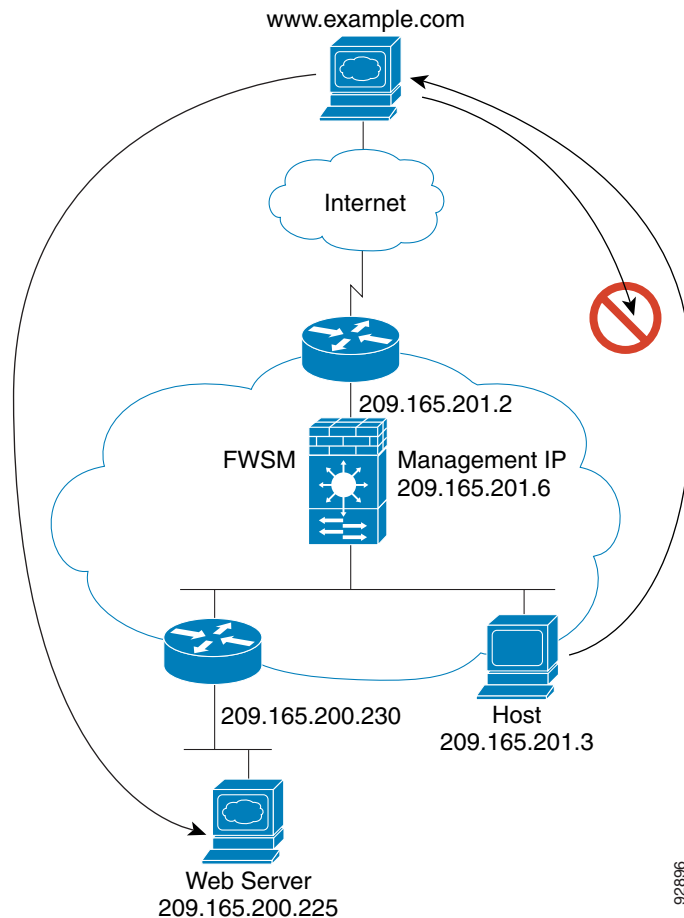 www.example.com
Internet
209.165.201.2
FWSM
Management IP
209.165.201.6
209.165.200.230
Host
209.165.201.3
Web Server
209.165.200.225
92896